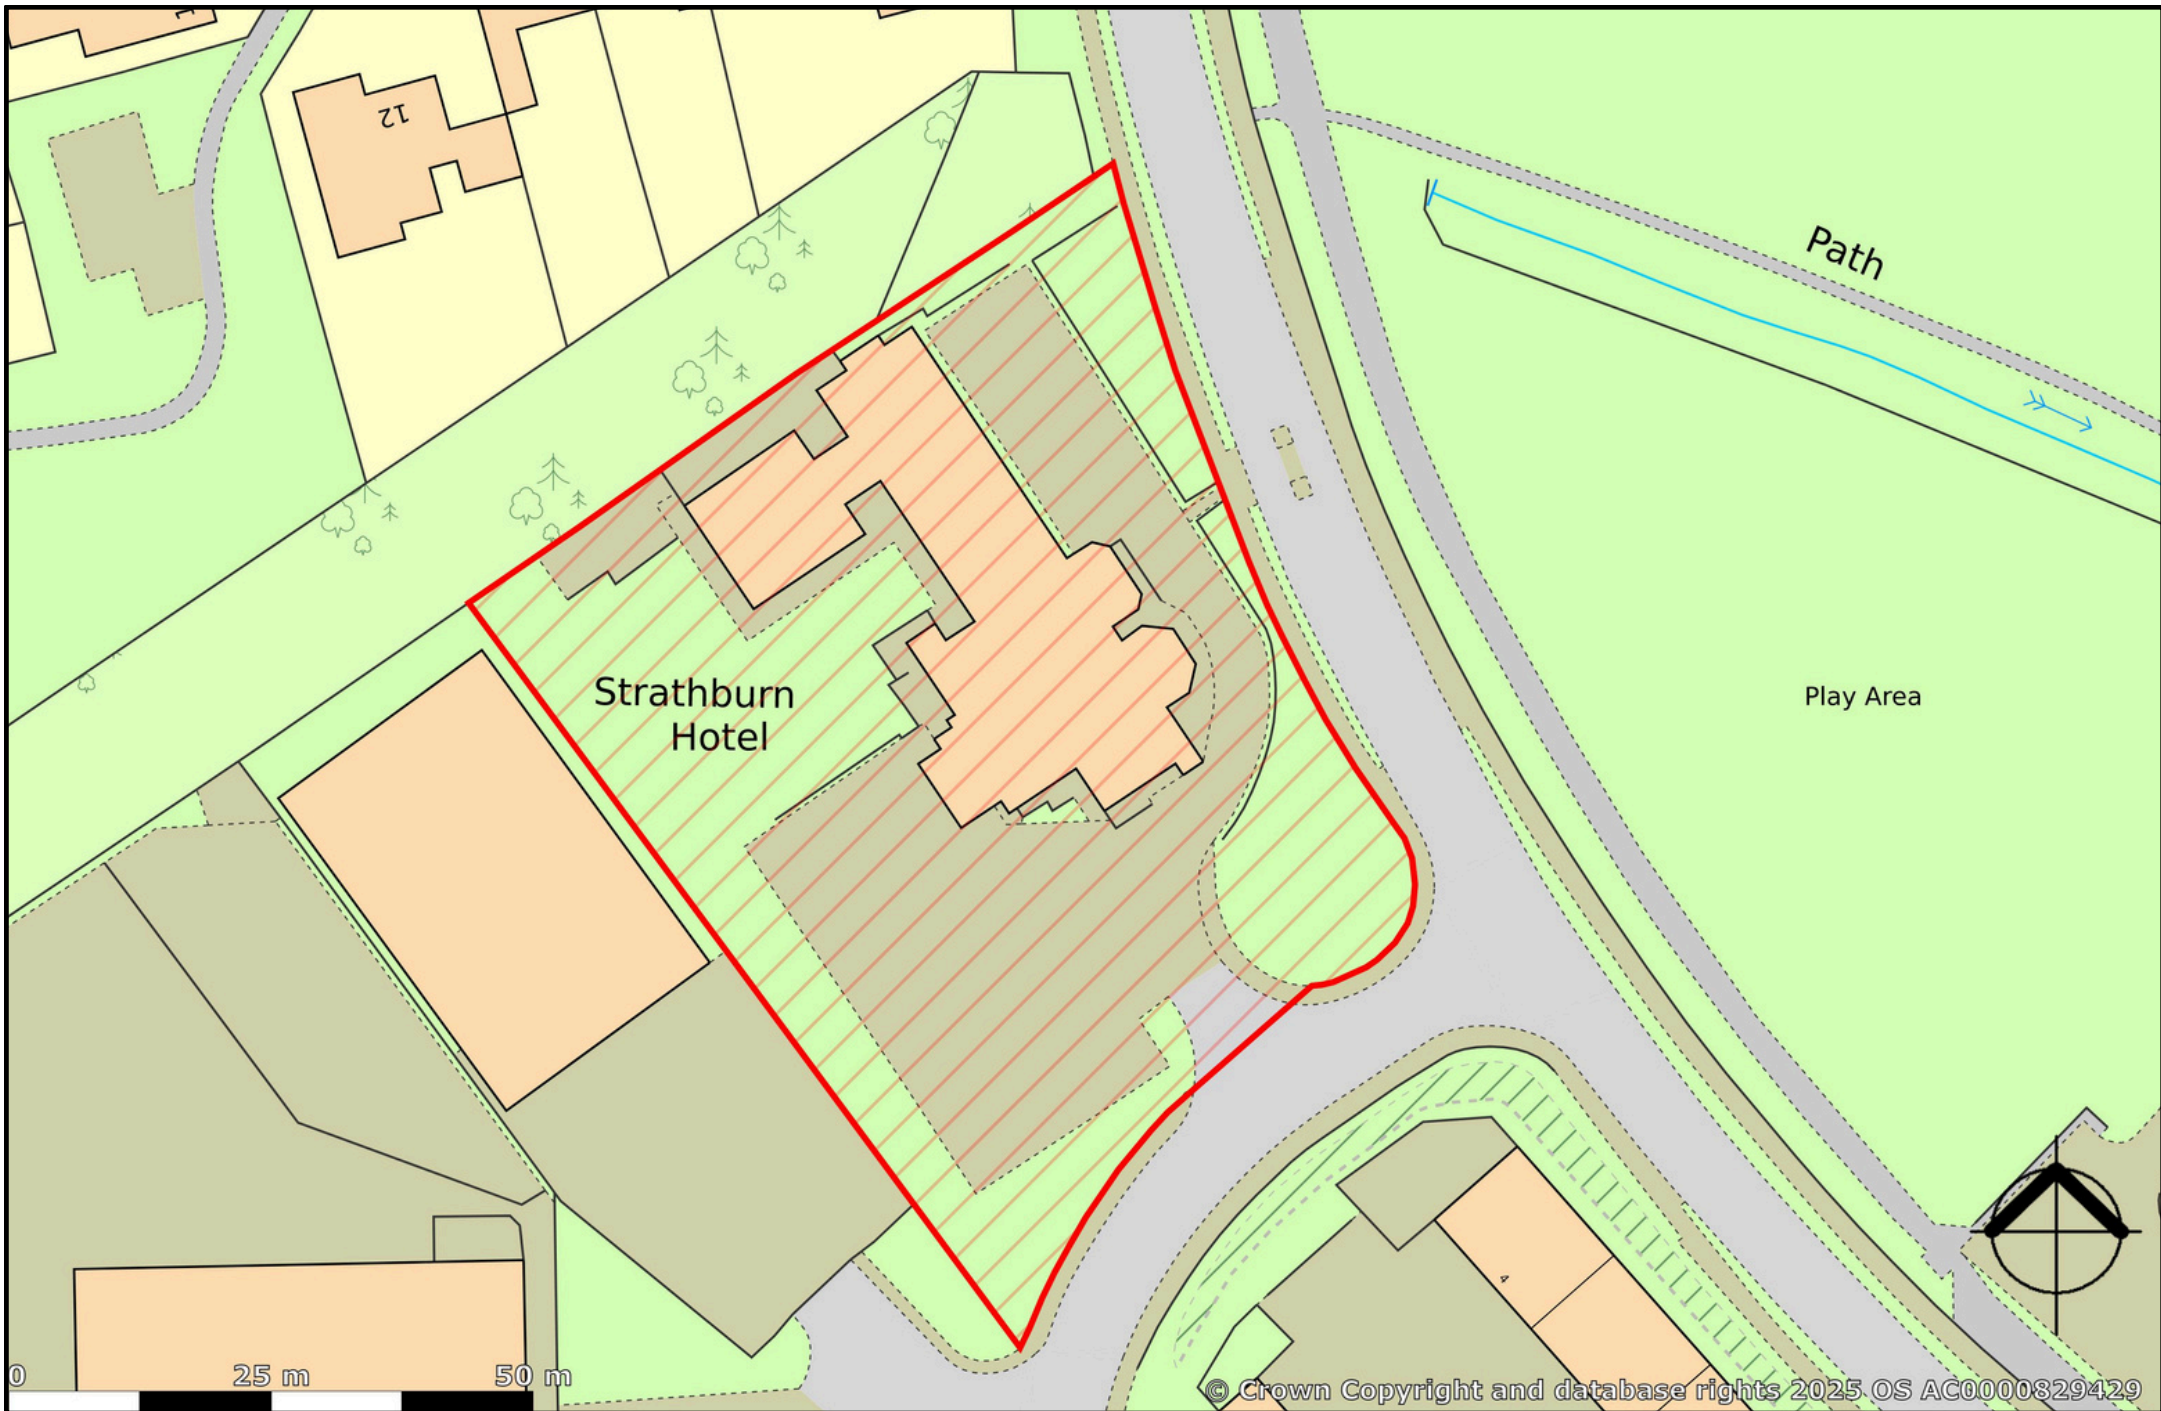 12
Path
Strathburn
Hotel
Play Area
4
0 25 m 50 m
© Crown Copyright and database rights 2025 OS AC0000829429